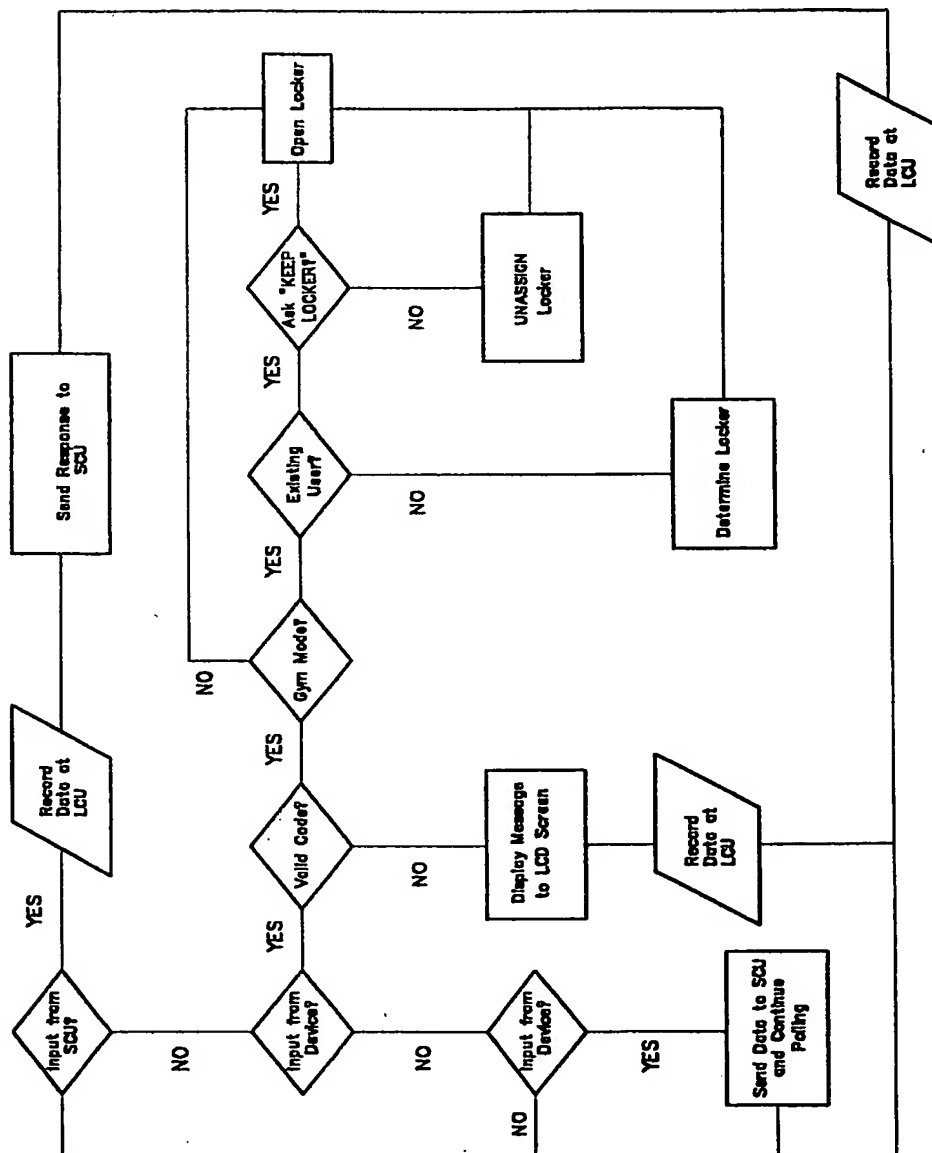 Input from
SCU?
YES
Record
Data at
LCU
Send Response to
SCU
NO
Input from
Device?
YES
Valid Code?
YES
Gym Mode?
NO
YES
Existing
User?
YES
Ask "KEEP
LOCKER?"
YES
Open Locker
NO
Input from
Device?
NO
YES
Send Data to SCU
and Continue
Polling
NO
Display Message
to LCD Screen
Record
Data at
LCU
NO
Determine Locker
NO
UNASSIGN
Locker
Record
Data at
LCU